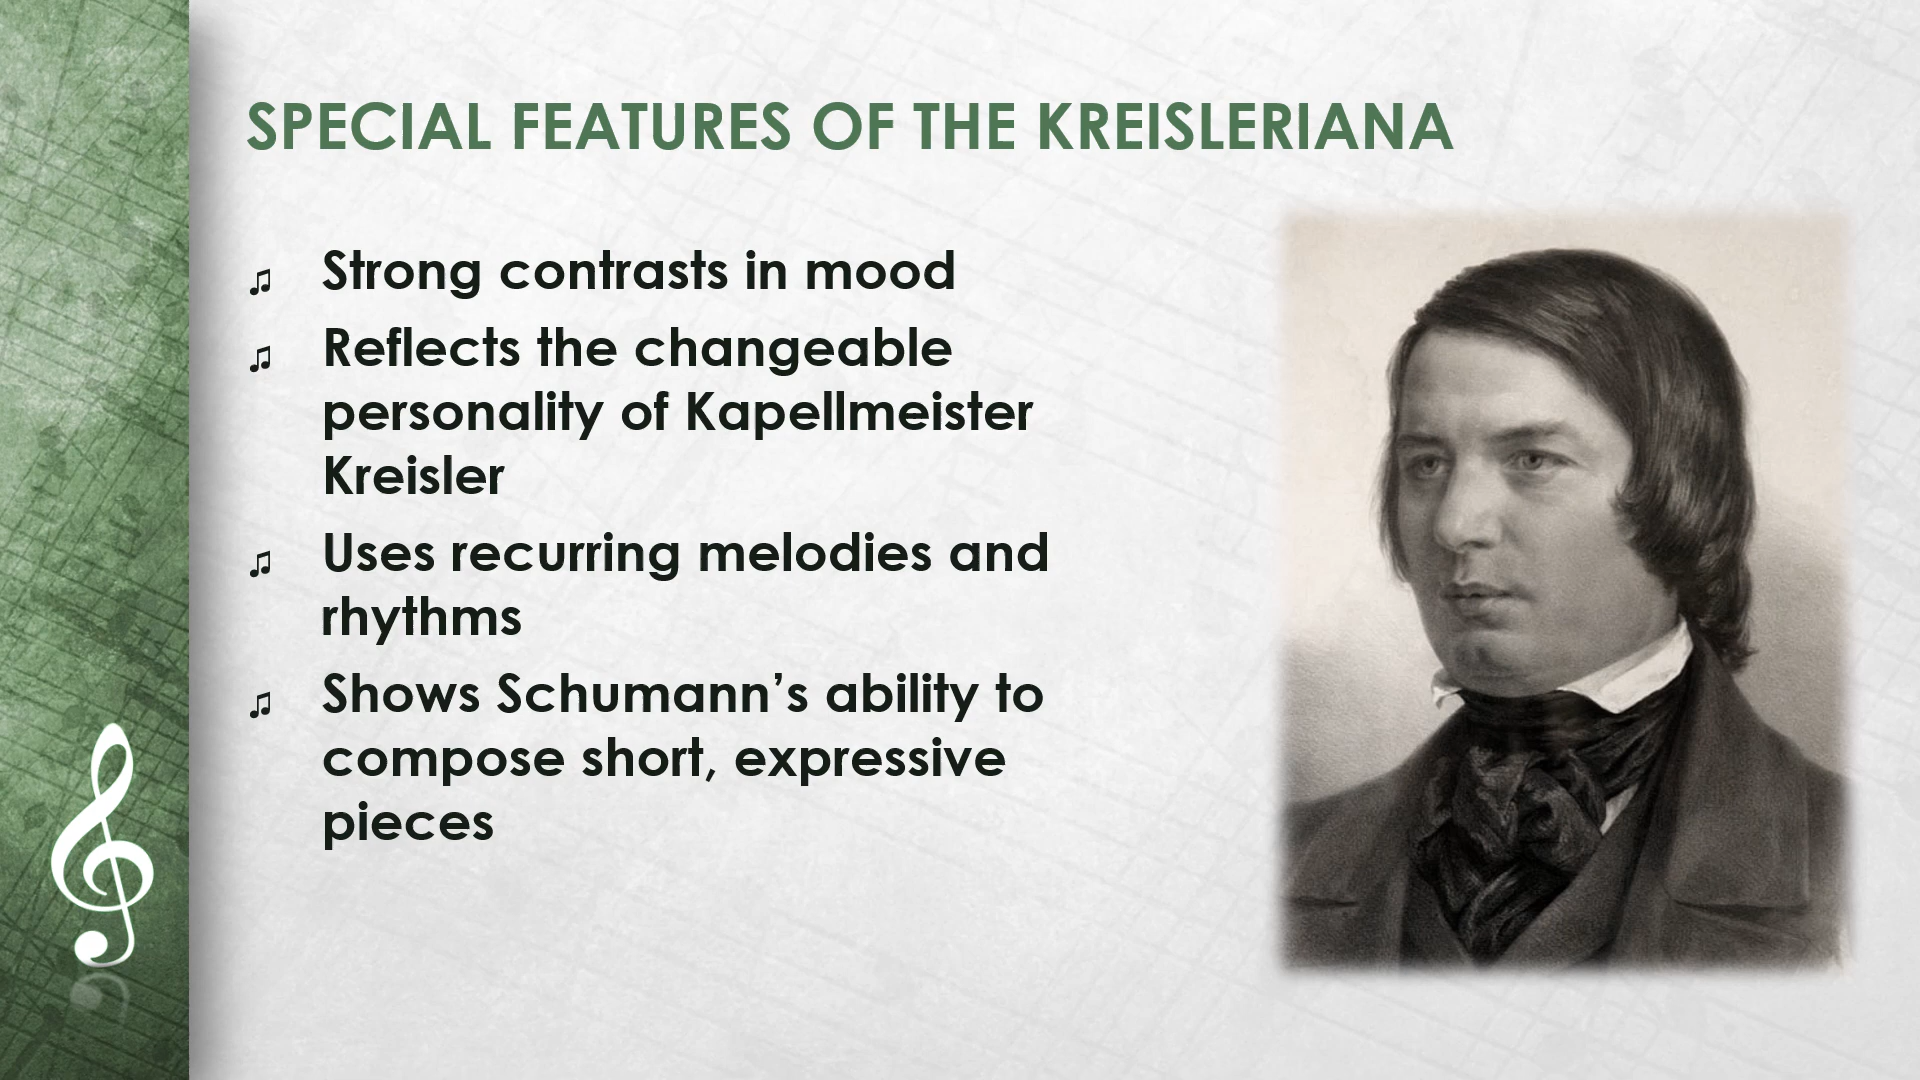 SPECIAL FEATURES OF THE KREISLERIANA
♫ Strong contrasts in mood
♫ Reflects the changeable
personality of Kapellmeister
Kreisler
♫ Uses recurring melodies and
rhythms
♫ Shows Schumann’s ability to
compose short, expressive
pieces